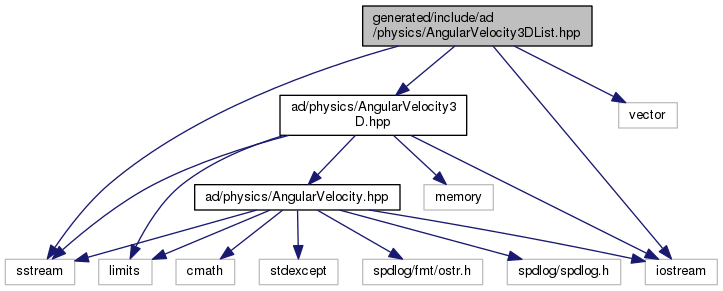 generated/include/ad
/physics/AngularVelocity3DList.hpp
ad/physics/AngularVelocity3
D.hpp
vector
ad/physics/AngularVelocity.hpp
memory
sstream
limits
cmath
stdexcept
spdlog/fmt/ostr.h
spdlog/spdlog.h
iostream